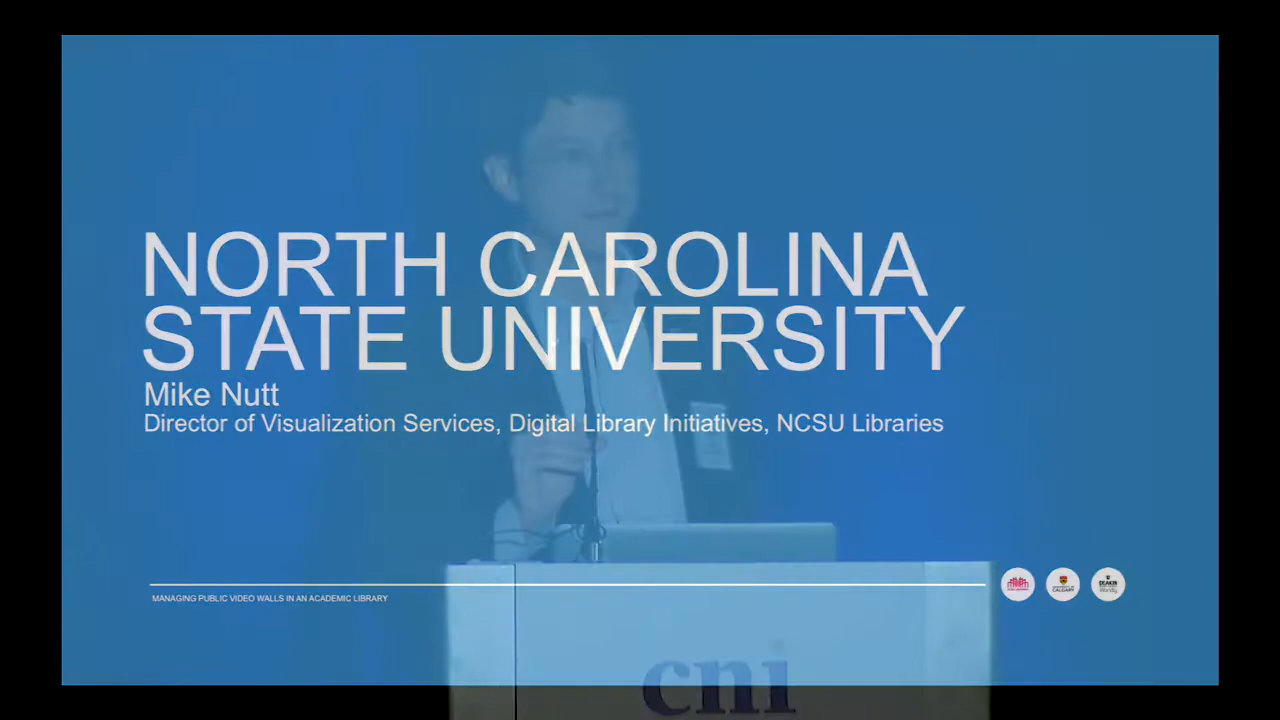 NORTH CAROLINA
STATE UNIVERSITY
Mike Nutt
Director of Visualization Services, Digital Library Initiatives, NCSU Libraries
MANAGING PUBLIC VIDEO WALLS IN AN ACADEMIC LIBRARY
CALGARY
DEAKIN
cni